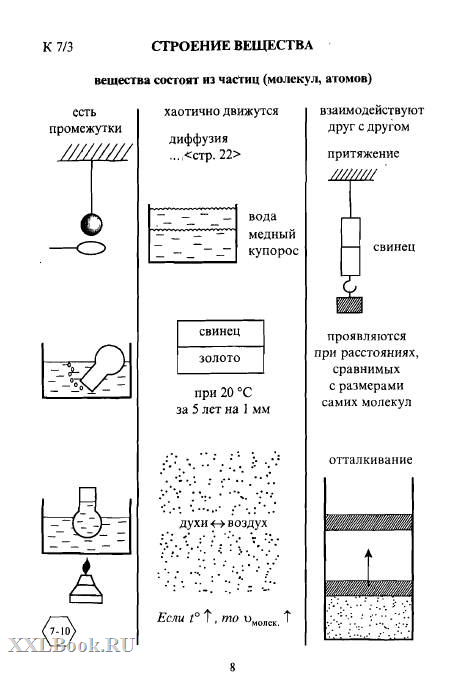 К 7/3
СТРОЕНИЕ ВЕЩЕСТВА
вещества состоят из частиц (молекул, атомов)
есть
промежутки
хаотично движутся
диффузия
....<стр. 22>
вода
медный
купорос
свинец
золото
при 20 °С
за 5 лет на 1 мм
духи ↔ воздух
Если t° ↑, то υмолек. ↑
взаимодействуют
друг с другом
притяжение
свинец
проявляются
при расстояниях,
сравнимых
с размерами
самих молекул
отталкивание
7-10
XXLBook.RU
8